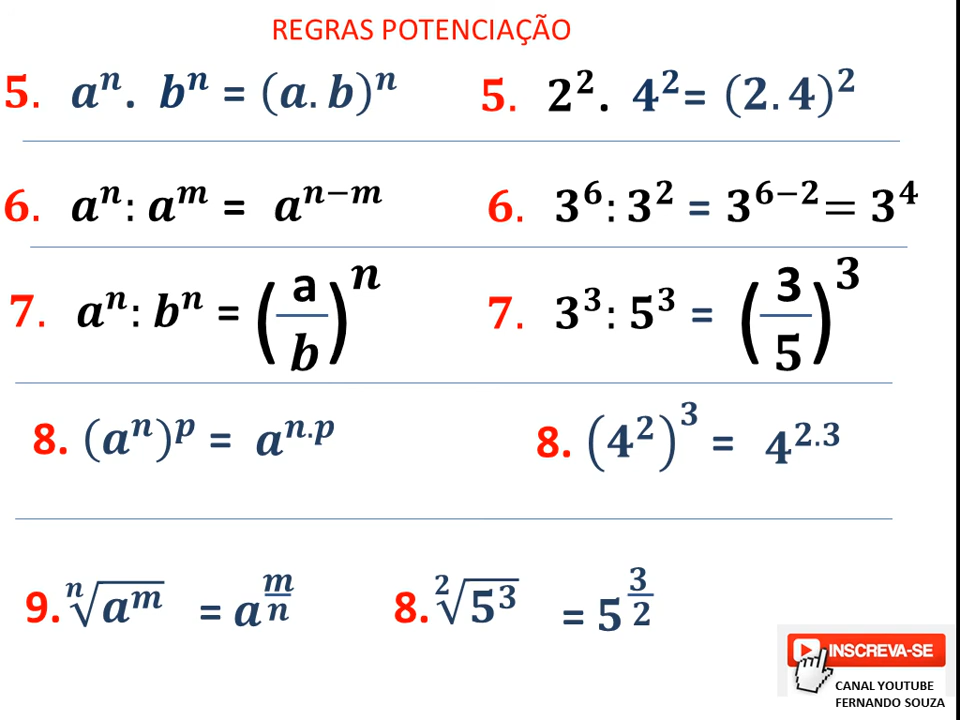 REGRAS POTENCIAÇÃO
5. aⁿ. bⁿ = (a.b)ⁿ 5. 2². 4²= (2.4)²
6. aⁿ: aᵐ = aⁿ⁻ᵐ 6. 3⁶: 3² = 3⁶⁻² = 3⁴
7. aⁿ: bⁿ = (a/b)ⁿ 7. 3³: 5³ = (3/5)³
8. (aⁿ)ᵖ = aⁿ·ᵖ 8. (4²)³ = 4²·³
9. ⁿ√aᵐ = a^(m/n) 8. ²√5³ = 5^(3/2)
INSCREVA-SE
CANAL YOUTUBE
FERNANDO SOUZA